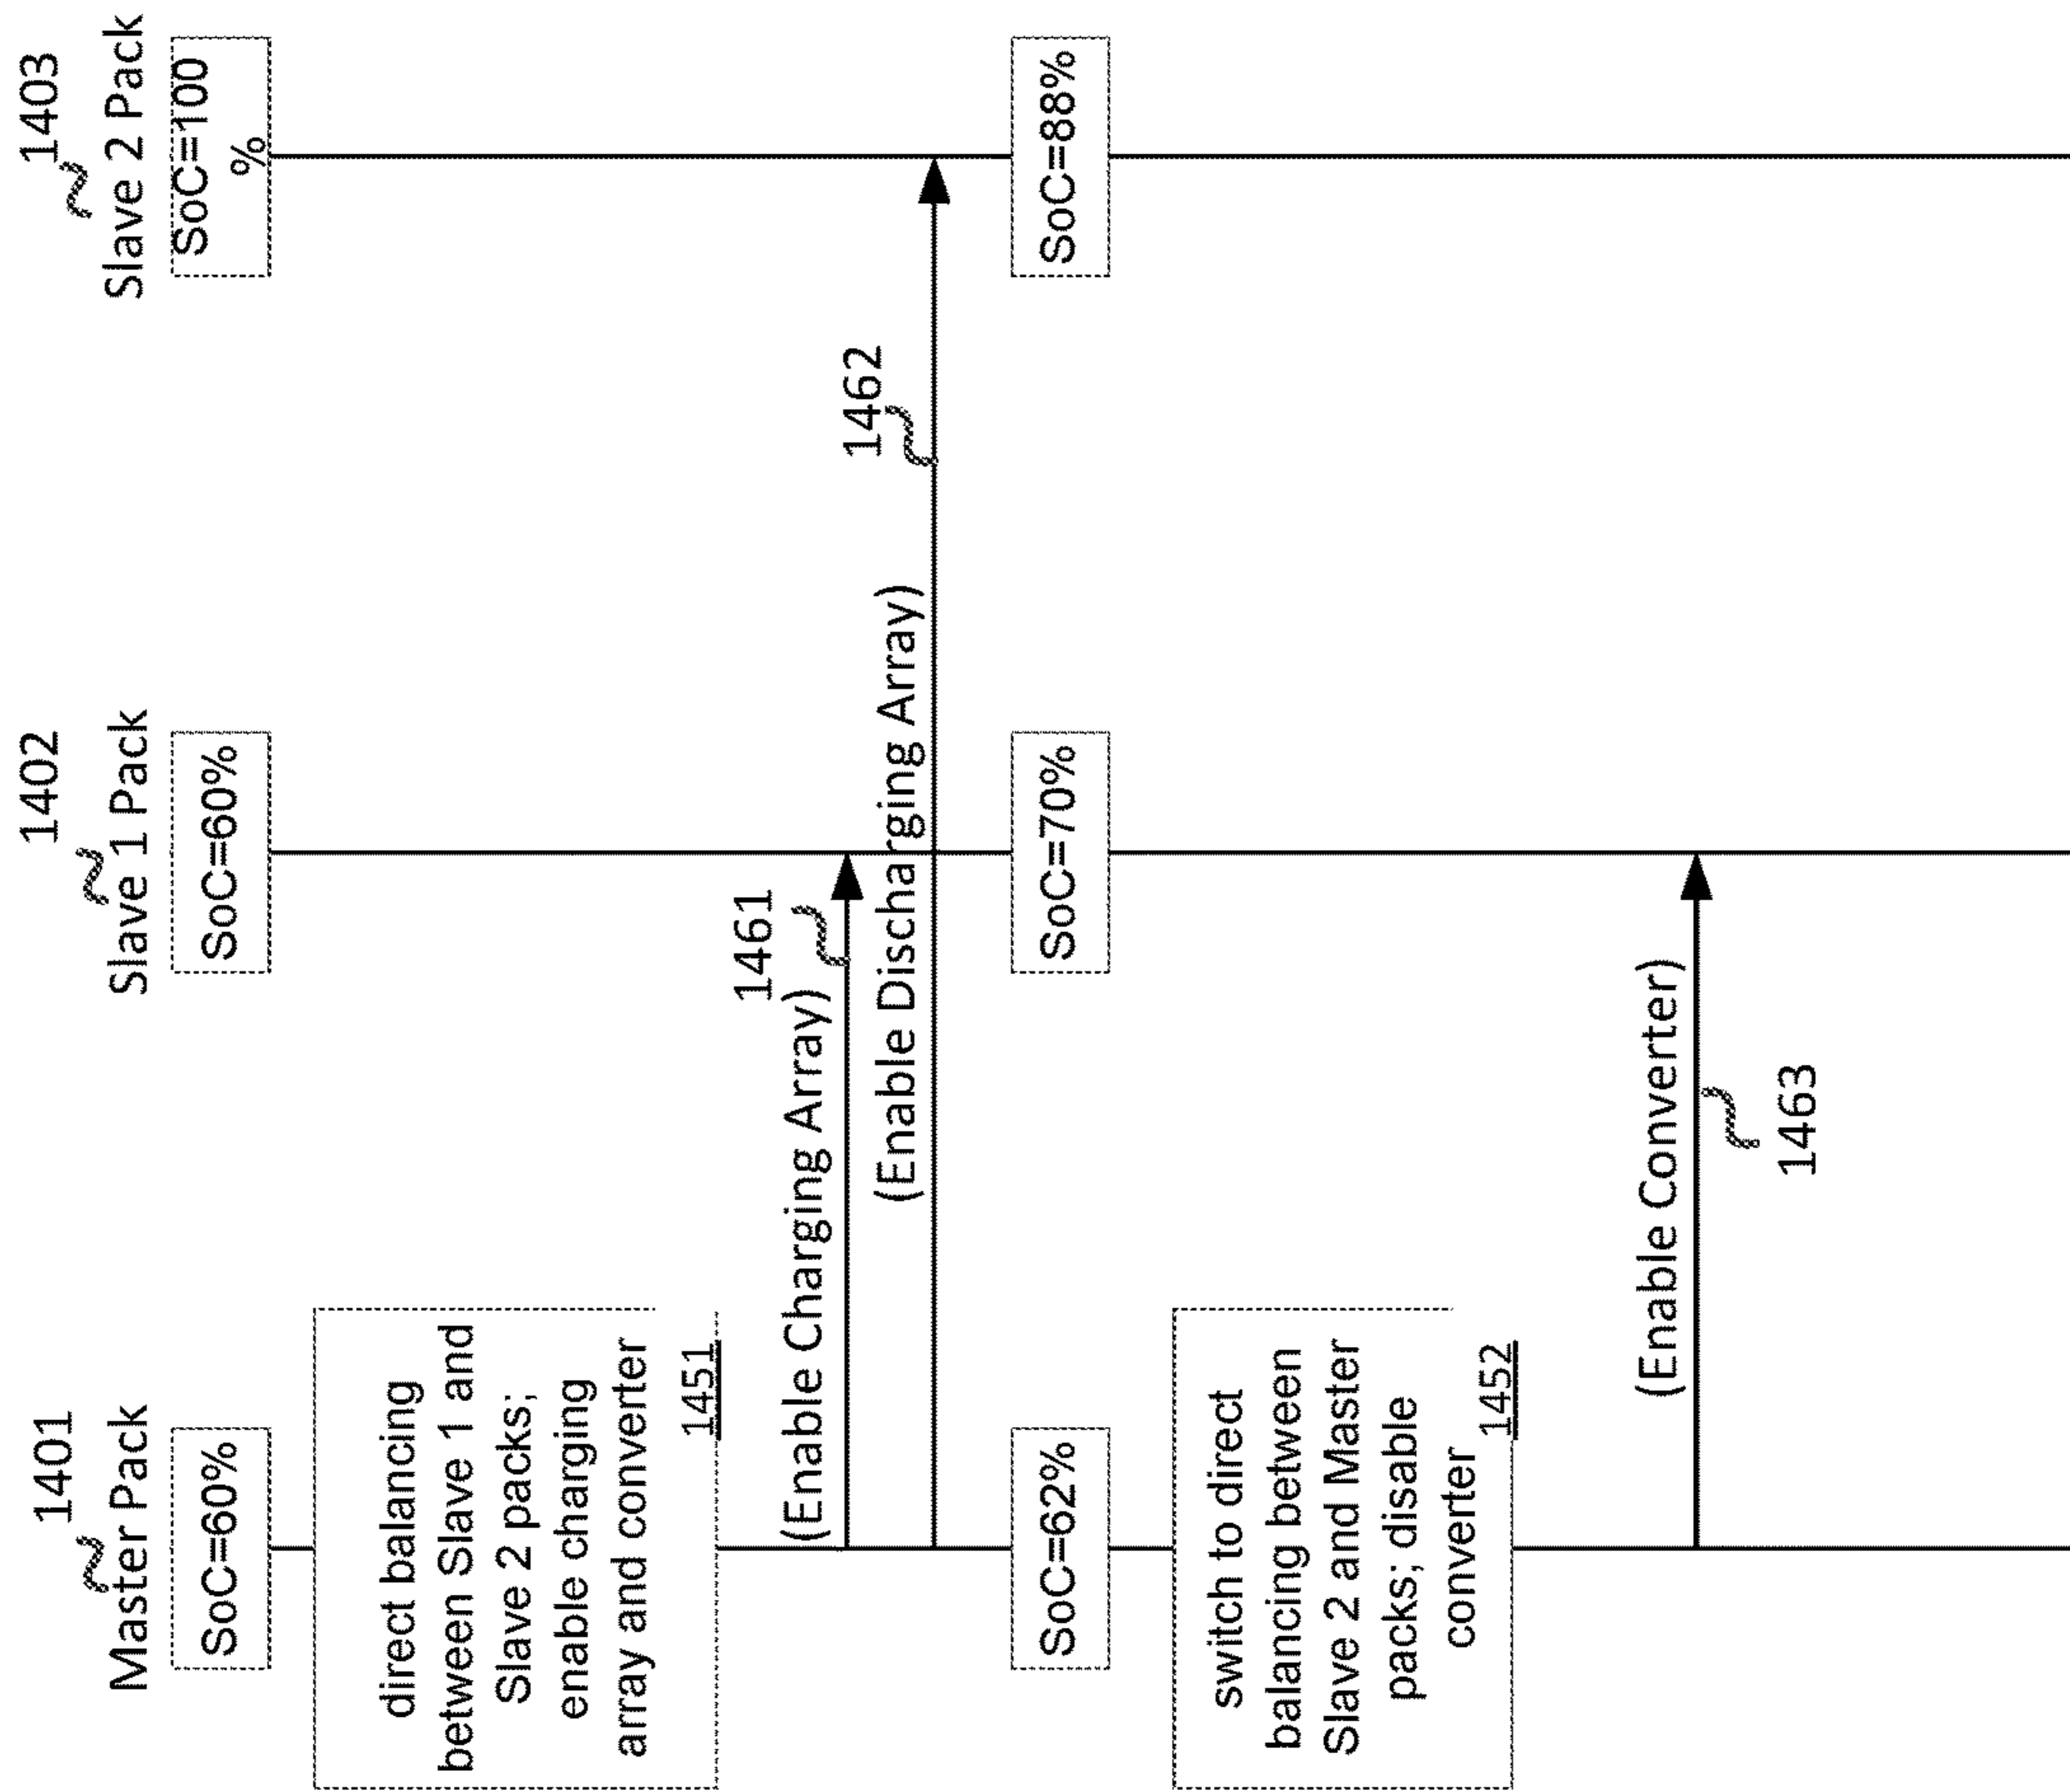 1401
Master Pack
1402
Slave 1 Pack
1403
Slave 2 Pack
SoC=60%
SoC=60%
SoC=100
%
direct balancing
between Slave 1 and
Slave 2 packs;
enable charging
array and converter
1451
1461
(Enable Charging Array)
1462
(Enable Discharging Array)
SoC=62%
SoC=70%
SoC=88%
switch to direct
balancing between
Slave 2 and Master
packs; disable
converter
1452
(Enable Converter)
1463